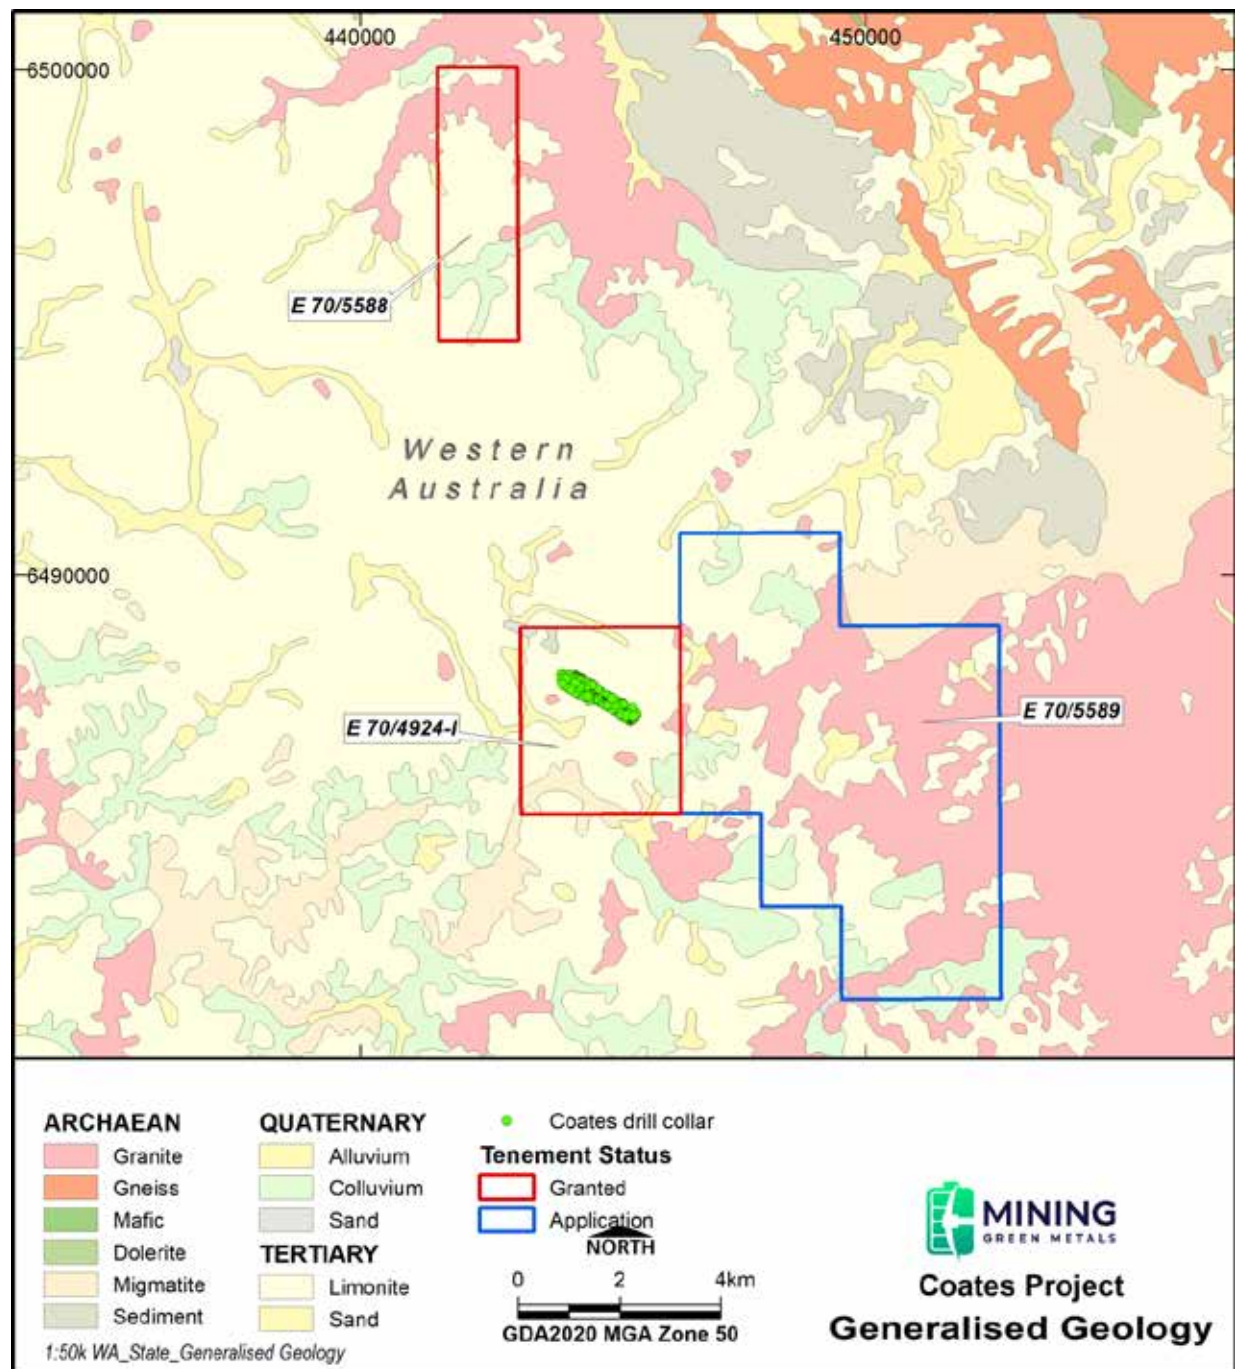 440000
450000
6500000
E 70/5588
Western
Australia
6490000
E 70/4924-I
E 70/5589
ARCHAEAN
Granite
Gneiss
Mafic
Dolerite
Migmatite
Sediment
1:50k WA_State_Generalised Geology
QUATERNARY
Alluvium
Colluvium
Sand
TERTIARY
Limonite
Sand
Coates drill collar
Tenement Status
Granted
Application
NORTH
0 2 4km
GDA2020 MGA Zone 50
MINING
GREEN METALS
Coates Project
Generalised Geology